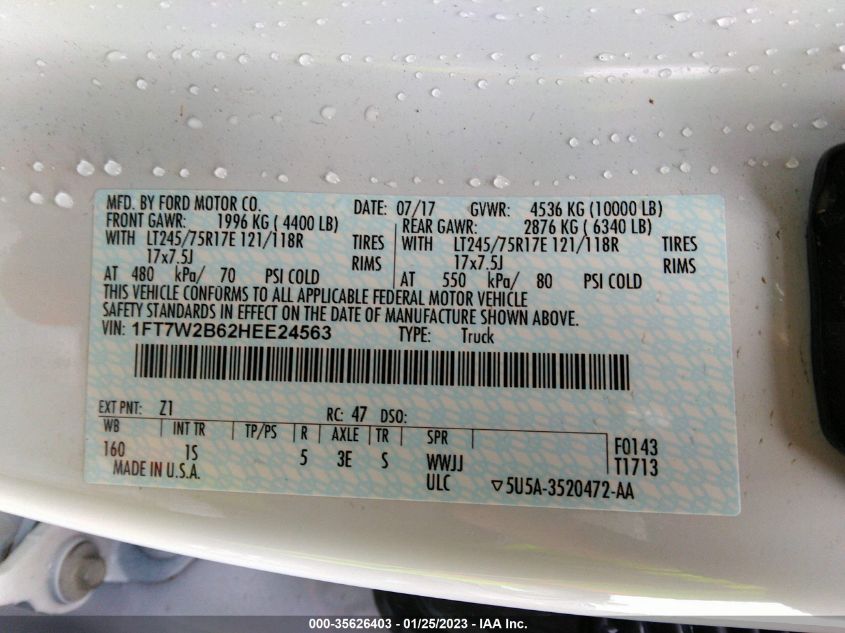 MFD. BY FORD MOTOR CO. DATE: 07/17 GVWR: 4536 KG (10000 LB)
FRONT GAWR: 1996 KG ( 4400 LB) REAR GAWR: 2876 KG ( 6340 LB)
WITH LT245/75R17E 121/118R TIRES WITH LT245/75R17E 121/118R TIRES
17x7.5J RIMS 17x7.5J RIMS
AT 480 kPa/ 70 PSI COLD AT 550 kPa/ 80 PSI COLD
THIS VEHICLE CONFORMS TO ALL APPLICABLE FEDERAL MOTOR VEHICLE
SAFETY STANDARDS IN EFFECT ON THE DATE OF MANUFACTURE SHOWN ABOVE.
VIN: 1FT7W2B62HEE24563 TYPE: Truck
EXT PNT: Z1 RC: 47 DSO:
WB INT TR TP/PS R AXLE TR SPR F0143
160 1S 5 3E S WWJJ T1713
MADE IN U.S.A. ULC ▽5U5A-3520472-AA
000-35626403 — 01/25/2023 — IAA Inc.